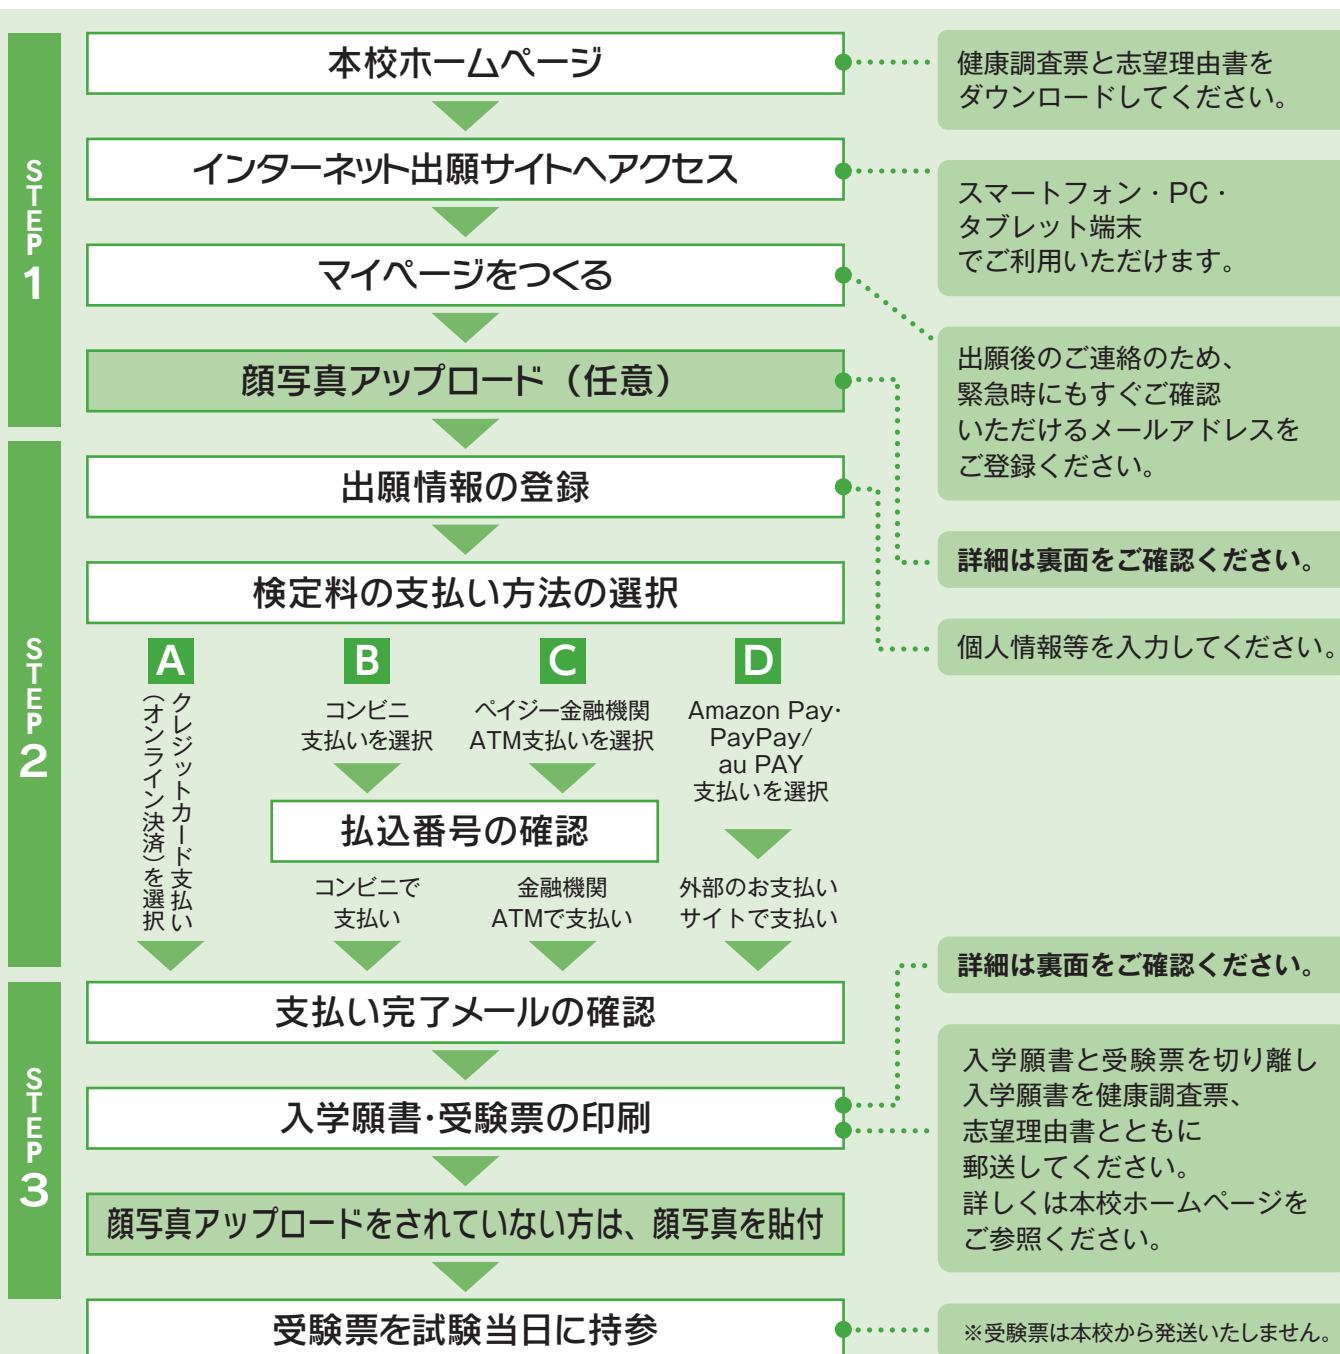 STEP 1
本校ホームページ
健康調査票と志望理由書を
ダウンロードしてください。
インターネット出願サイトへアクセス
スマートフォン・PC・
タブレット端末
でご利用いただけます。
マイページをつくる
出願後のご連絡のため、
緊急時にもすぐご確認
いただけるメールアドレスを
ご登録ください。
顔写真アップロード（任意）
詳細は裏面をご確認ください。
STEP 2
出願情報の登録
個人情報等を入力してください。
検定料の支払い方法の選択
A
クレジットカード支払い
（オンライン決済）を選択
B
コンビニ
支払いを選択
C
ペイジー金融機関
ATM支払いを選択
払込番号の確認
コンビニで
支払い
金融機関
ATMで支払い
D
Amazon Pay・
PayPay/
au PAY
支払いを選択
外部のお支払い
サイトで支払い
STEP 3
支払い完了メールの確認
入学願書・受験票の印刷
詳細は裏面をご確認ください。
入学願書と受験票を切り離し
入学願書を健康調査票、
志望理由書とともに
郵送してください。
詳しくは本校ホームページを
ご参照ください。
顔写真アップロードをされていない方は、顔写真を貼付
受験票を試験当日に持参
※受験票は本校から発送いたしません。